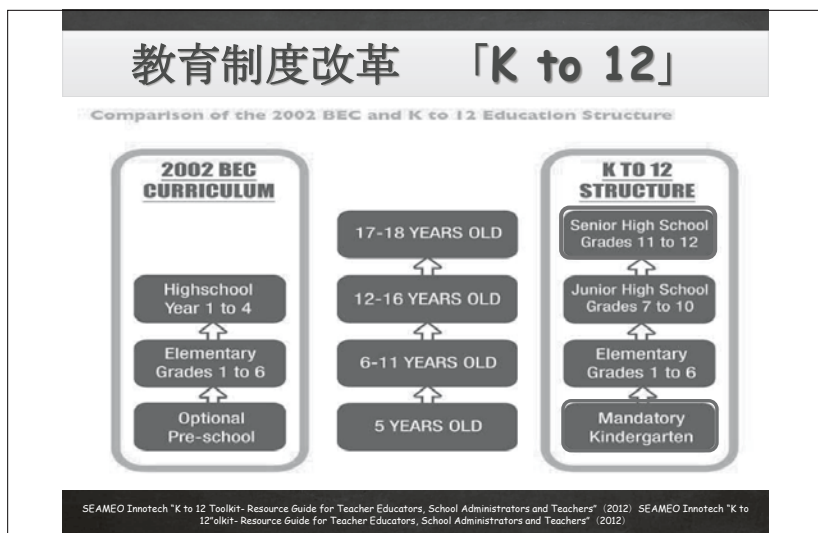 教育制度改革　「K to 12」
Comparison of the 2002 BEC and K to 12 Education Structure
2002 BEC
CURRICULUM
Highschool
Year 1 to 4
Elementary
Grades 1 to 6
Optional
Pre-school
17-18 YEARS OLD
12-16 YEARS OLD
6-11 YEARS OLD
5 YEARS OLD
K TO 12
STRUCTURE
Senior High School
Grades 11 to 12
Junior High School
Grades 7 to 10
Elementary
Grades 1 to 6
Mandatory
Kindergarten
SEAMEO Innotech “K to 12 Toolkit- Resource Guide for Teacher Educators, School Administrators and Teachers”（2012）SEAMEO Innotech “K to
12”olkit- Resource Guide for Teacher Educators, School Administrators and Teachers”（2012）